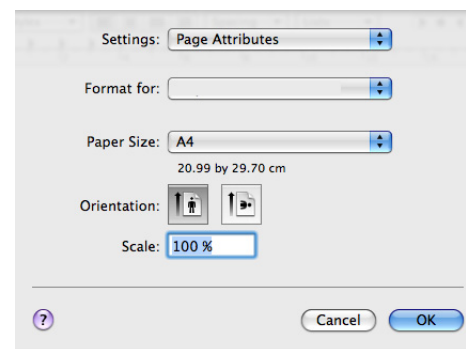 Settings: Page Attributes
Format for:
Paper Size: A4
20.99 by 29.70 cm
Orientation:
Scale: 100 %
? Cancel OK